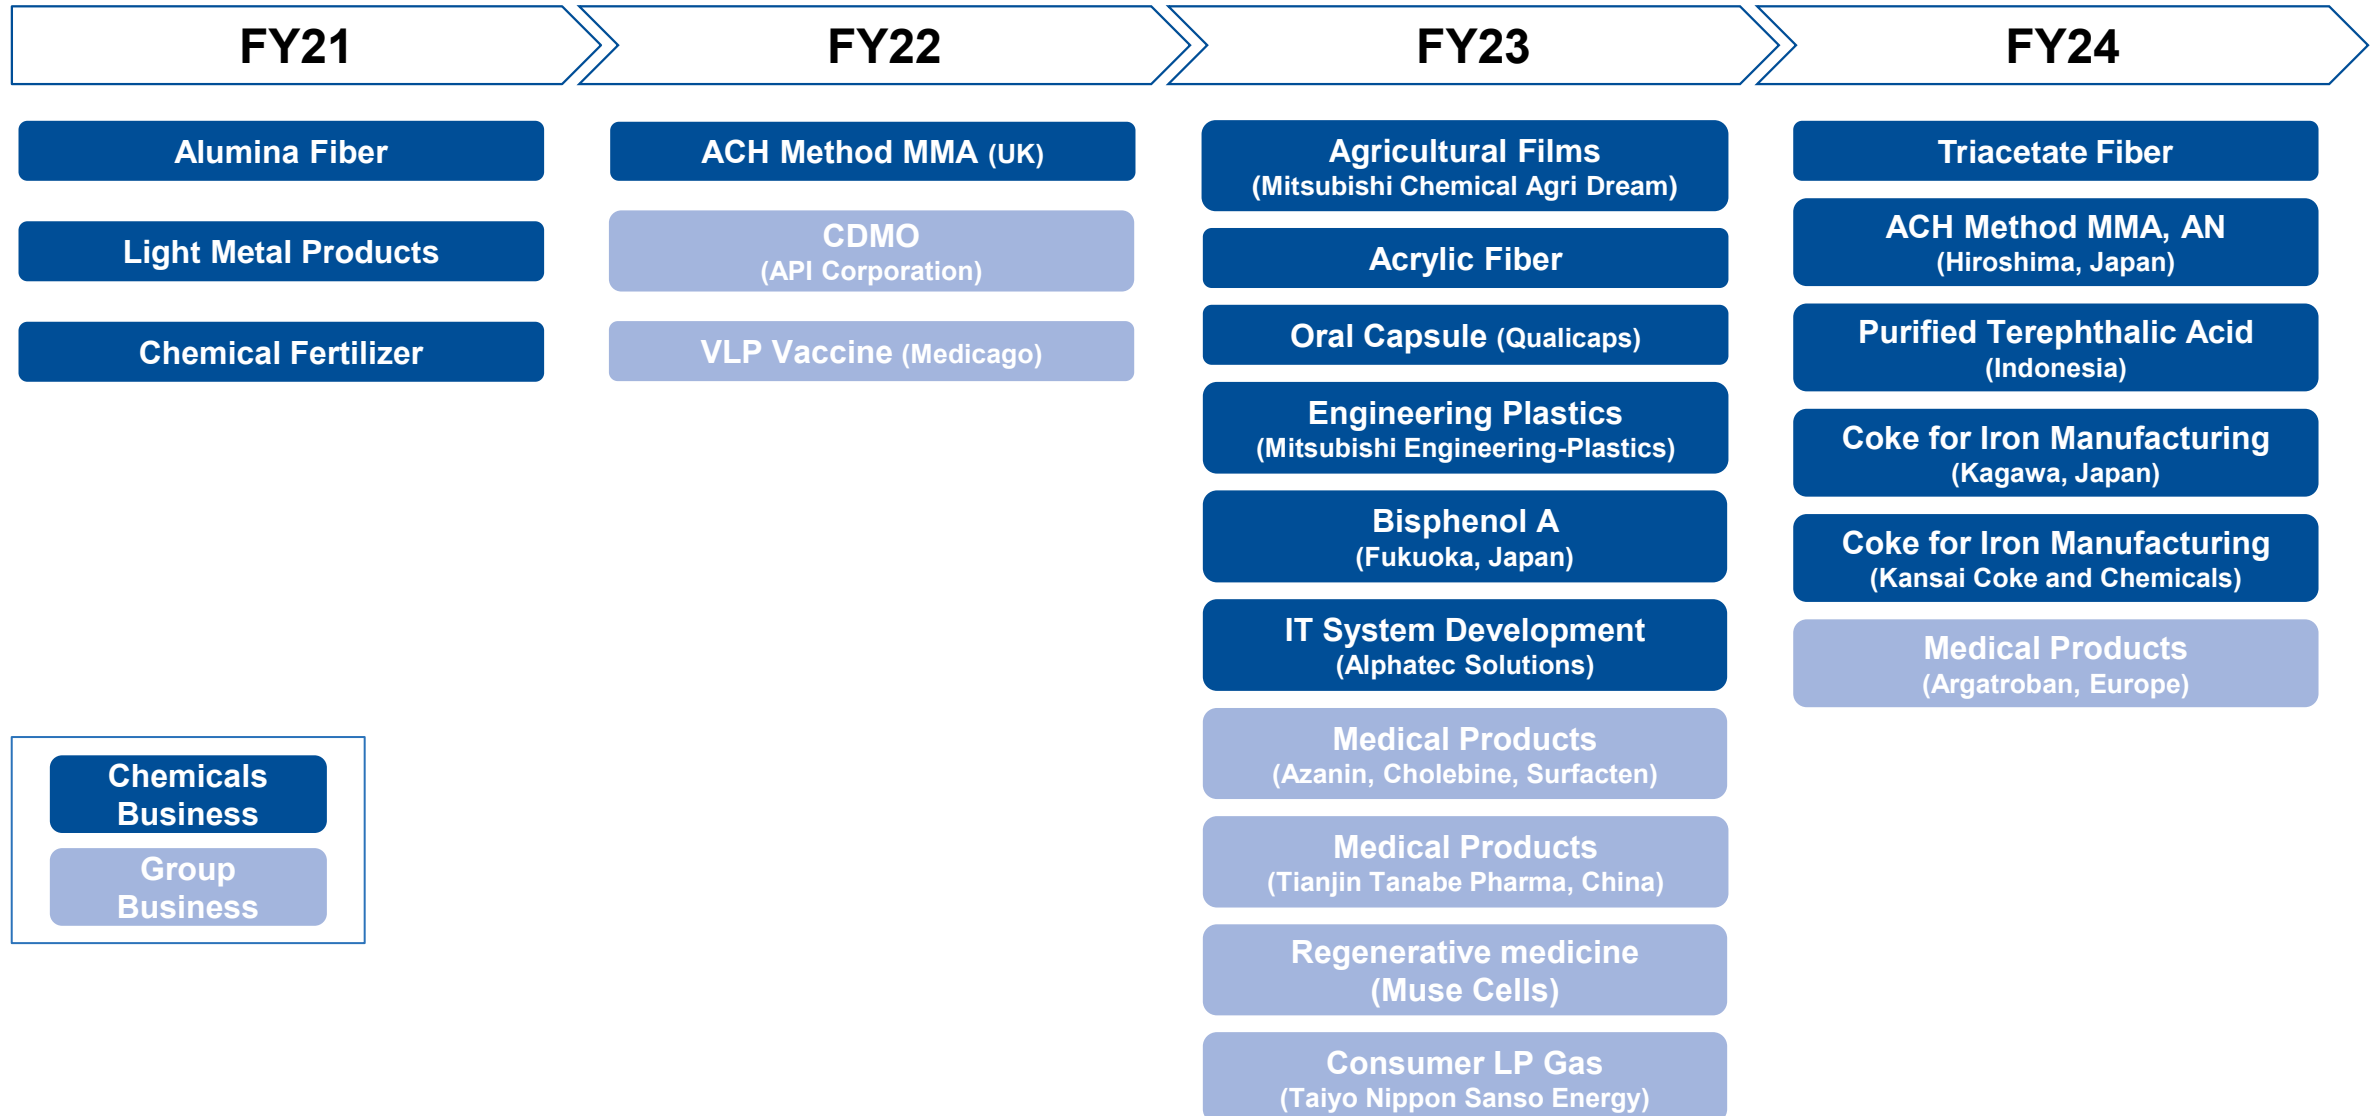 FY21
FY22
FY23
FY24
Alumina Fiber
Light Metal Products
Chemical Fertilizer
ACH Method MMA (UK)
CDMO
(API Corporation)
VLP Vaccine (Medicago)
Agricultural Films
(Mitsubishi Chemical Agri Dream)
Acrylic Fiber
Oral Capsule (Qualicaps)
Engineering Plastics
(Mitsubishi Engineering-Plastics)
Bisphenol A
(Fukuoka, Japan)
IT System Development
(Alphatec Solutions)
Medical Products
(Azanin, Cholebine, Surfacten)
Medical Products
(Tianjin Tanabe Pharma, China)
Regenerative medicine
(Muse Cells)
Consumer LP Gas
(Taiyo Nippon Sanso Energy)
Triacetate Fiber
ACH Method MMA, AN
(Hiroshima, Japan)
Purified Terephthalic Acid
(Indonesia)
Coke for Iron Manufacturing
(Kagawa, Japan)
Coke for Iron Manufacturing
(Kansai Coke and Chemicals)
Medical Products
(Argatroban, Europe)
Chemicals
Business
Group
Business